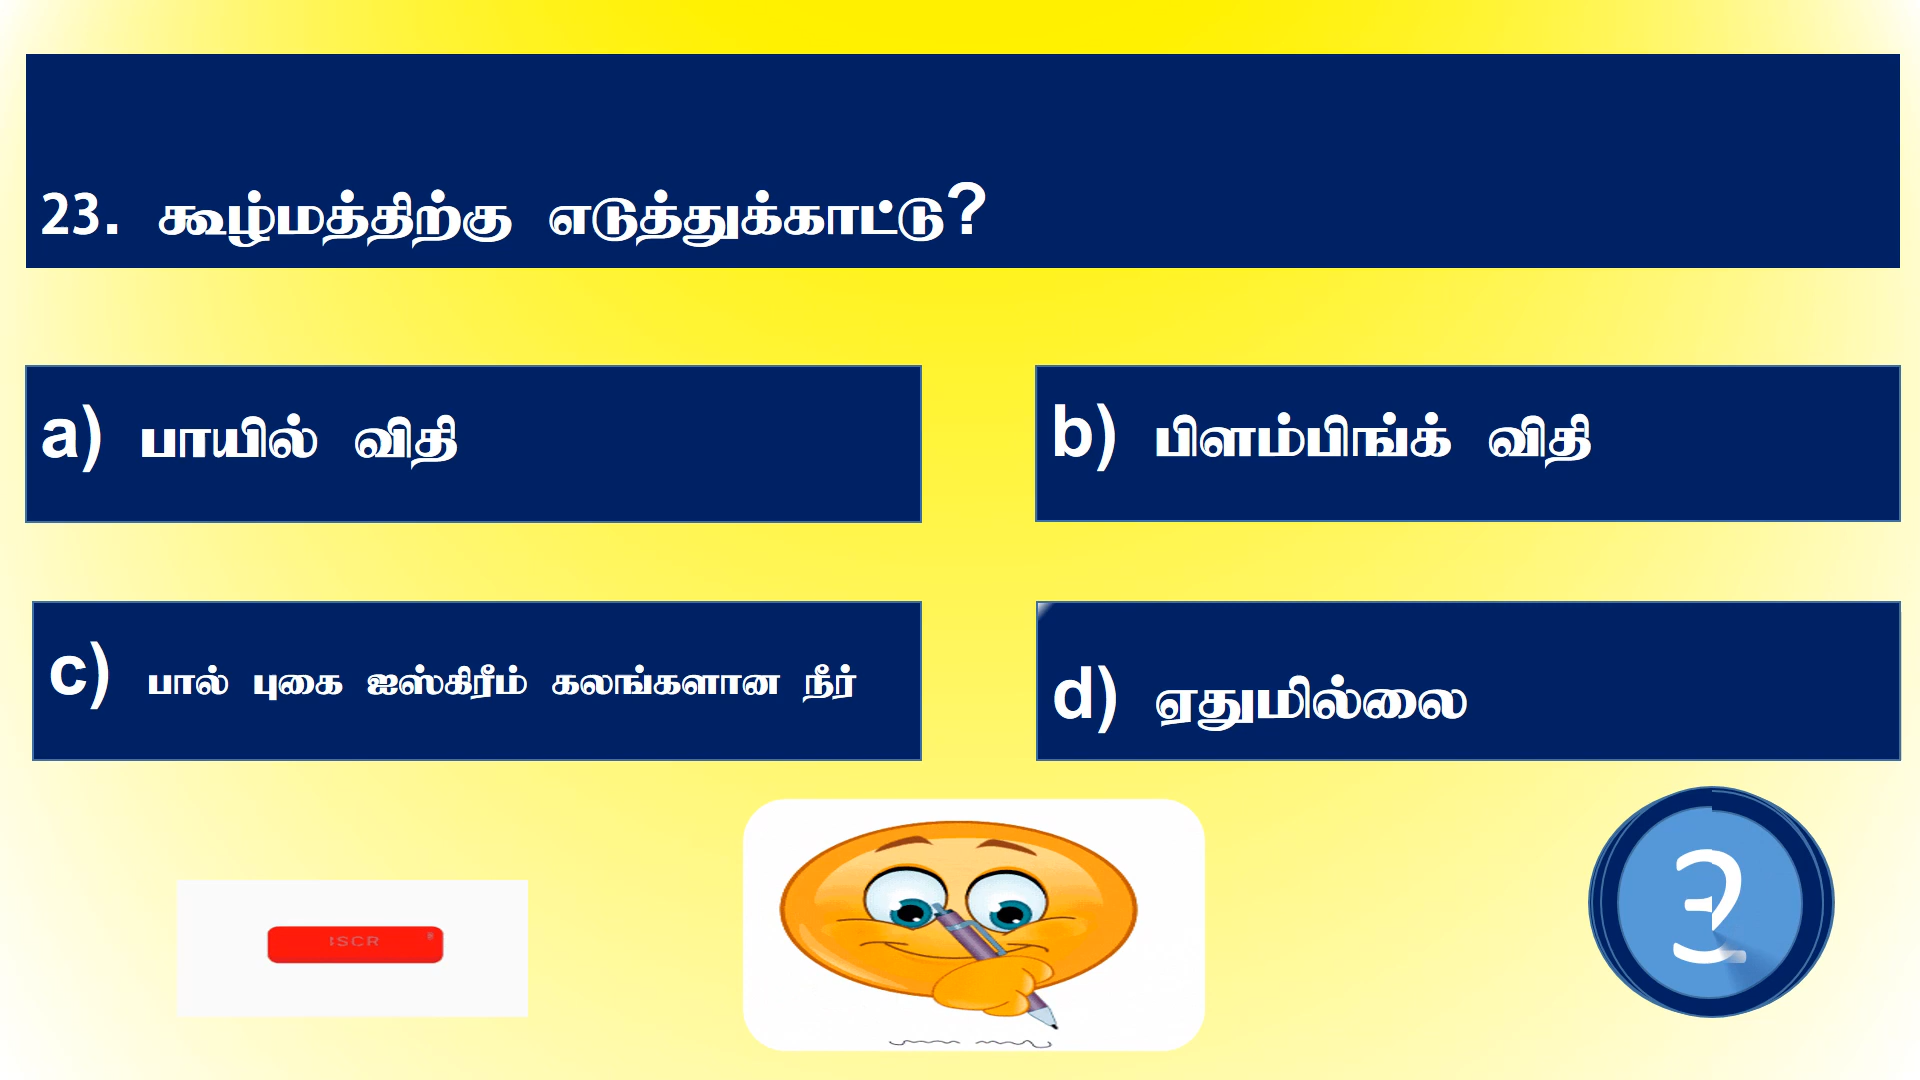 23. கூழ்மத்திற்கு எடுத்துக்காட்டு?
a) பாயில் விதி
b) பிளம்பிங்க் விதி
c) பால் புகை ஐஸ்கிரீம் கலங்களான நீர்
d) ஏதுமில்லை